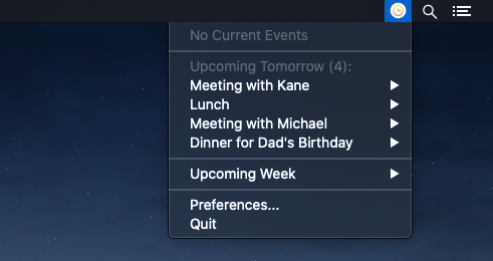 No Current Events
Upcoming Tomorrow (4):
Meeting with Kane
Lunch
Meeting with Michael
Dinner for Dad's Birthday
Upcoming Week
Preferences...
Quit